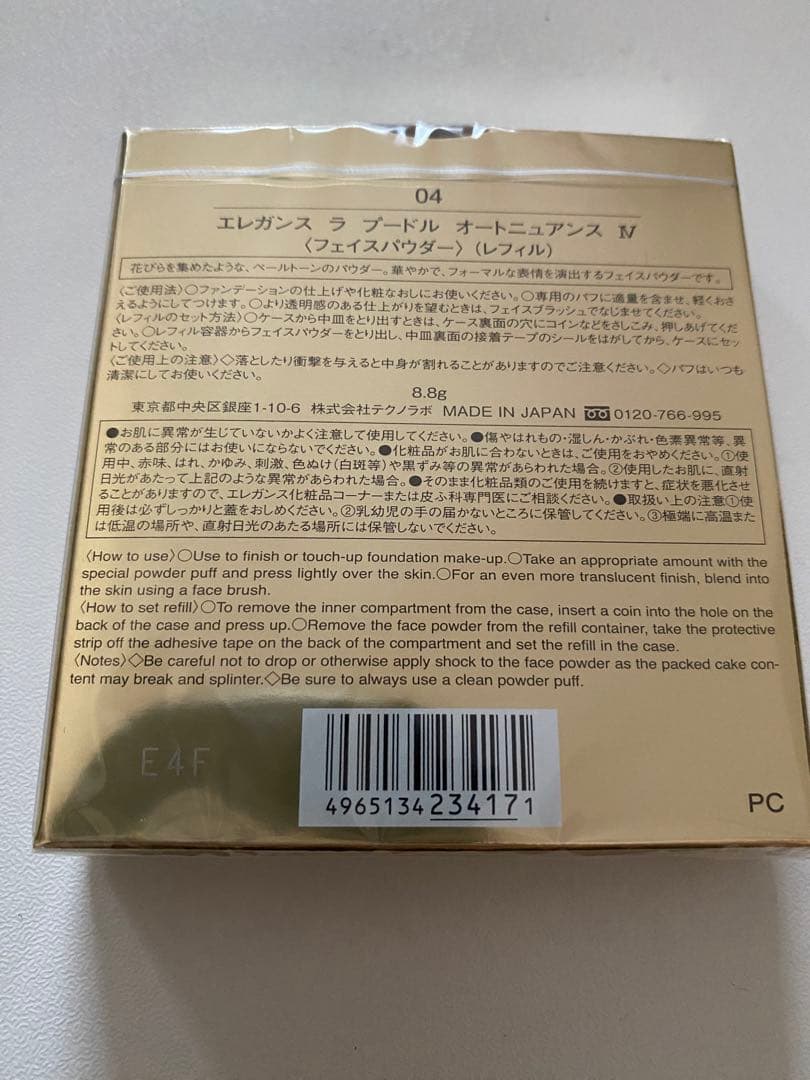 04
エレガンス ラ プードル オートニュアンス Ⅳ
〈フェイスパウダー〉(レフィル)
花びらを集めたような、ペールトーンのパウダー。華やかで、フォーマルな表情を演出するフェイスパウダーです。
〈ご使用法〉○ファンデーションの仕上げや化粧なおしにお使いください。○専用のパフに適量を含ませ、軽くおさ
えるようにしてつけます。○より透明感のある仕上がりを望むときは、フェイスブラッシュでなじませてください。
〈レフィルのセット方法〉○ケースから中皿をとり出すときは、ケース裏面の穴にコインなどをさしこみ、押しあげてくだ
さい。○レフィル容器からフェイスパウダーをとり出し、中皿裏面の接着テープのシールをはがしてから、ケースにセッ
トしてください。
〈ご使用上の注意〉◇落としたり衝撃を与えると中身が割れることがありますのでご注意ください。◇パフはいつも
清潔にしてお使いください。
8.8g
東京都中央区銀座1-10-6 株式会社テクノラボ MADE IN JAPAN 0120-766-995
●お肌に異常が生じていないかよく注意して使用してください。●傷やはれもの・湿しん・かぶれ・色素異常等、異
常のある部分にはお使いにならないでください。●化粧品がお肌に合わないときは、ご使用をおやめください。①使
用中、赤味、はれ、かゆみ、刺激、色ぬけ(白斑等)や黒ずみ等の異常があらわれた場合。②使用したお肌に、直射
日光があたって上記のような異常があらわれた場合。●そのまま化粧品類のご使用を続けますと、症状を悪化させ
ることがありますので、エレガンス化粧品コーナーまたは皮ふ科専門医にご相談ください。●取扱い上の注意①使
用後は必ずしっかりと蓋をおしめください。②乳幼児の手の届かないところに保管してください。③極端に高温また
は低温の場所や、直射日光のあたる場所には保管しないでください。
〈How to use〉○Use to finish or touch-up foundation make-up.○Take an appropriate amount with the
special powder puff and press lightly over the skin.○For an even more translucent finish, blend into
the skin using a face brush.
〈How to set refill〉○To remove the inner compartment from the case, insert a coin into the hole on the
back of the case and press up.○Remove the face powder from the refill container, take the protective
strip off the adhesive tape on the back of the compartment and set the refill in the case.
〈Notes〉◇Be careful not to drop or otherwise apply shock to the face powder as the packed cake con-
tent may break and splinter.◇Be sure to always use a clean powder puff.
E4F
4965134234171
PC